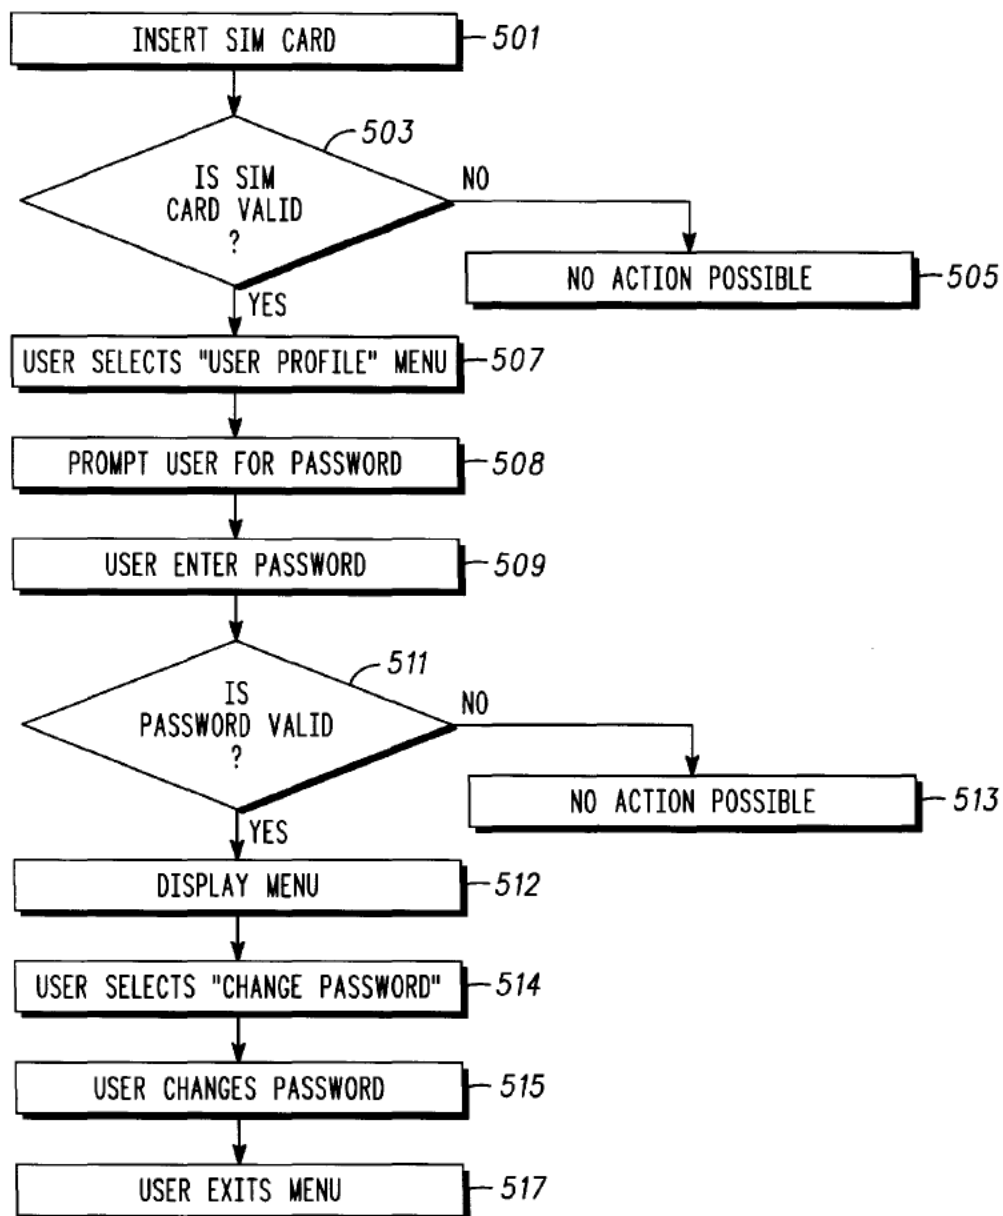 INSERT SIM CARD 501
503
IS SIM
CARD VALID
?
NO
NO ACTION POSSIBLE 505
YES
USER SELECTS "USER PROFILE" MENU 507
PROMPT USER FOR PASSWORD 508
USER ENTER PASSWORD 509
511
IS
PASSWORD VALID
?
NO
NO ACTION POSSIBLE 513
YES
DISPLAY MENU 512
USER SELECTS "CHANGE PASSWORD" 514
USER CHANGES PASSWORD 515
USER EXITS MENU 517